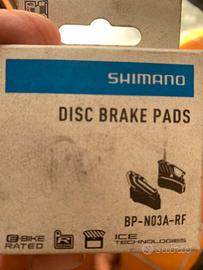 SHIMANO
DISC BRAKE PADS
BP-N03A-RF
E-BIKE
RATED
ICE
TECHNOLOGIES